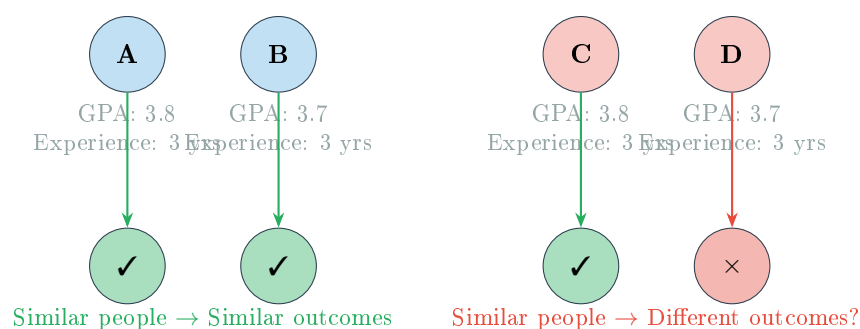 A B C D
GPA: 3.8 GPA: 3.7 GPA: 3.8 GPA: 3.7
Experience: 3 yrs Experience: 3 yrs Experience: 3 yrs Experience: 3 yrs
✓ ✓ ✓ ×
Similar people → Similar outcomes Similar people → Different outcomes?